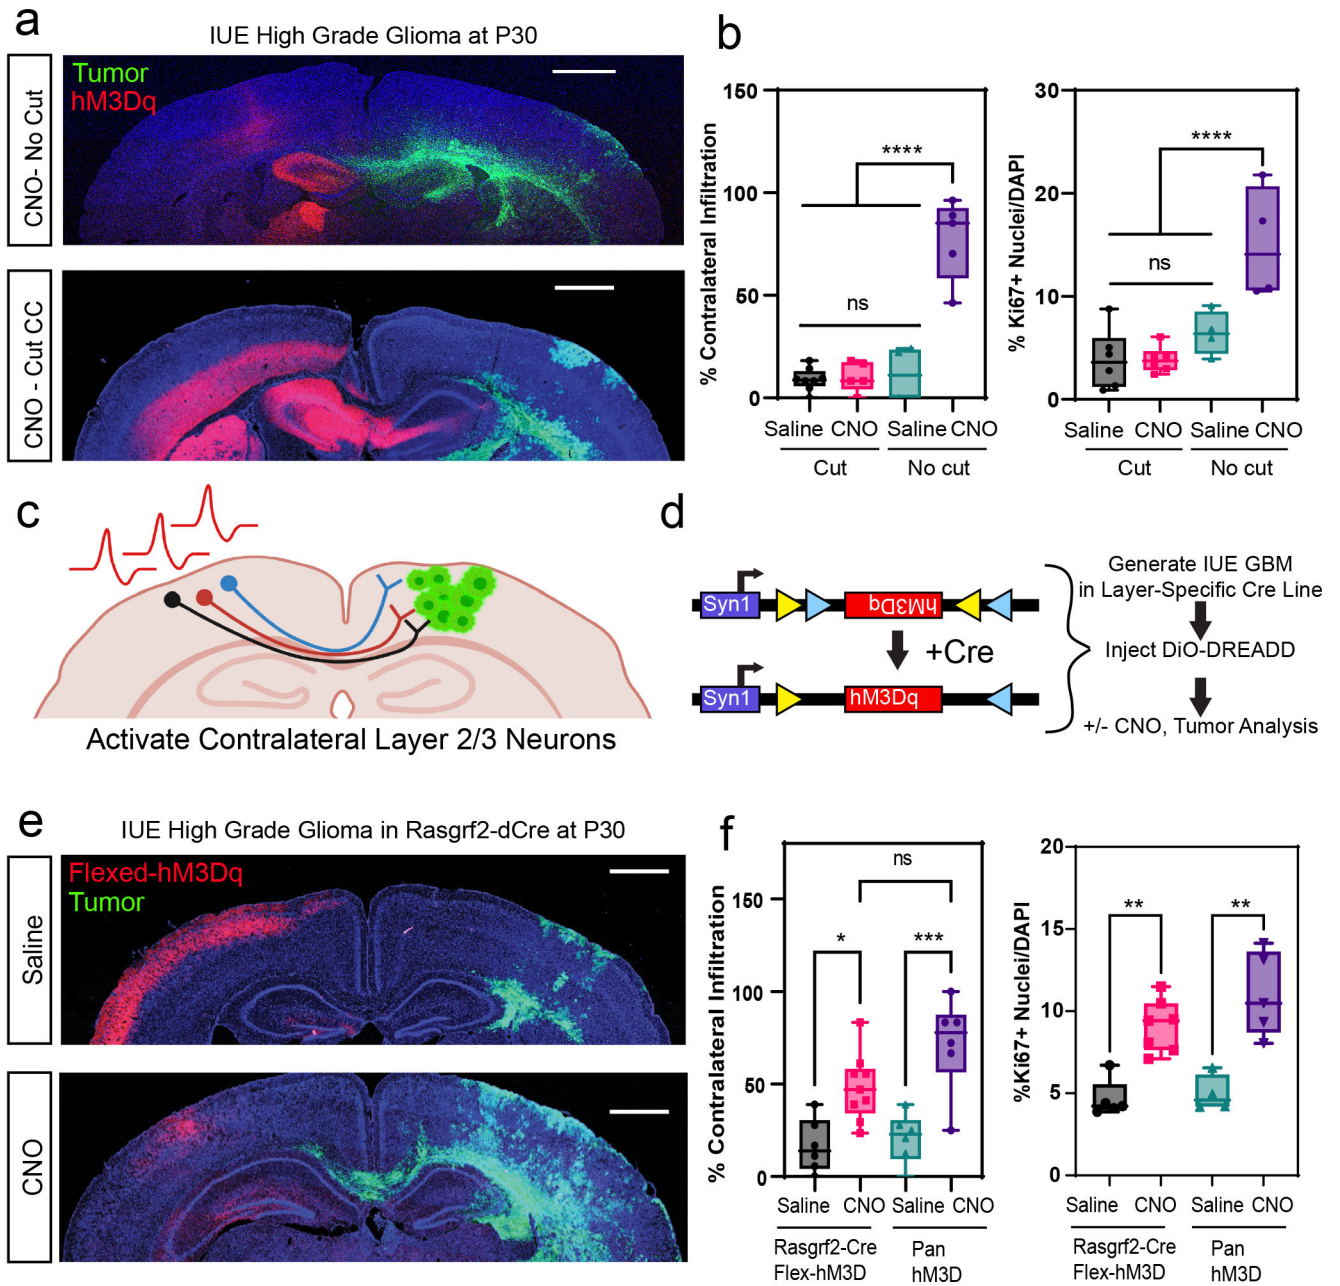 a
IUE High Grade Glioma at P30
CNO- No Cut
Tumor
hM3Dq
CNO - Cut CC
b
% Contralateral Infiltration
150
100
50
0
****
ns
Saline CNO Saline CNO
Cut No cut
% Ki67+ Nuclei/DAPI
30
20
10
0
****
ns
Saline CNO Saline CNO
Cut No cut
c
Activate Contralateral Layer 2/3 Neurons
d
Syn1 hM3Dq
+Cre
Syn1 hM3Dq
Generate IUE GBM
in Layer-Specific Cre Line
Inject DiO-DREADD
+/- CNO, Tumor Analysis
e
IUE High Grade Glioma in Rasgrf2-dCre at P30
Saline
Flexed-hM3Dq
Tumor
CNO
f
% Contralateral Infiltration
150
100
50
0
ns
* ***
Saline CNO Saline CNO
Rasgrf2-Cre Pan
Flex-hM3D hM3D
%Ki67+ Nuclei/DAPI
20
15
10
5
0
** **
Saline CNO Saline CNO
Rasgrf2-Cre Pan
Flex-hM3D hM3D